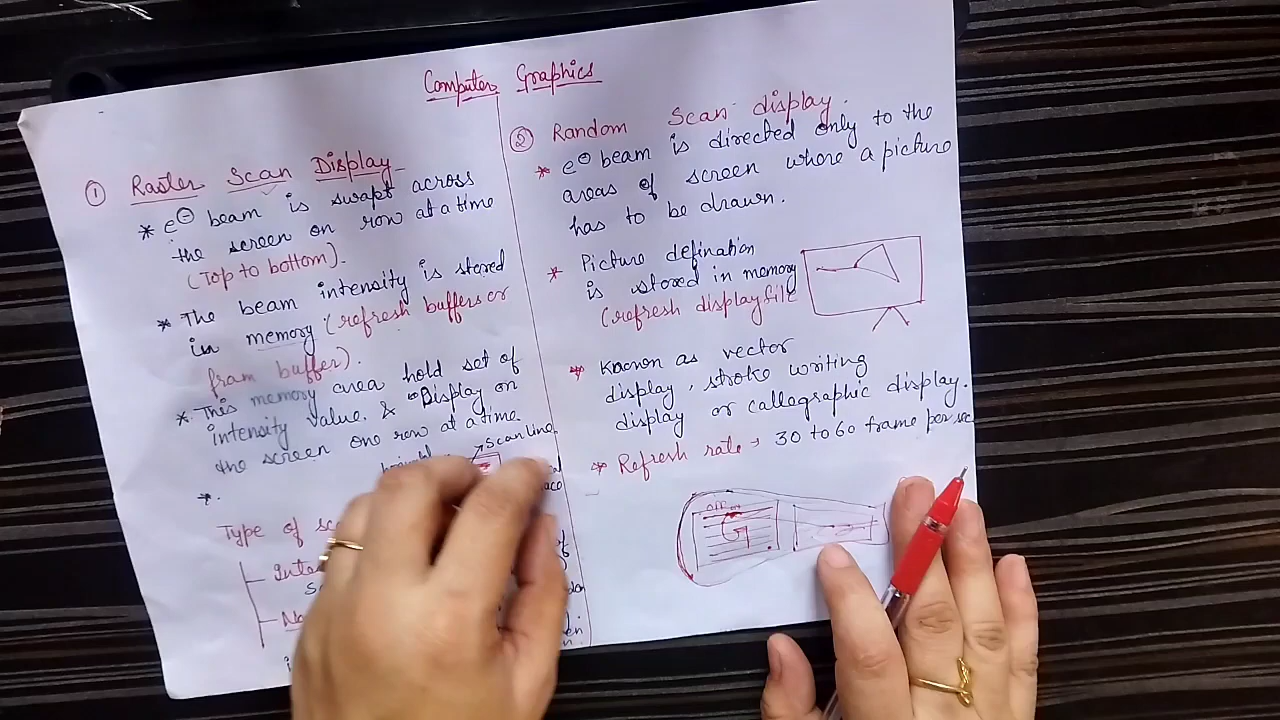 Computer Graphics
① Raster Scan Display
* e⊖ beam is swapt across
the screen on row at a time
(Top to bottom).
* The beam intensity is stored
in memory (refresh buffers or
fram buffer).
* This memory area hold set of
intensity value. & Display on
the screen one row at a time
Scan line
*.
Type of
② Random Scan display.
* e⊖ beam is directed only to the
areas of screen where a picture
has to be drawn.
* Picture defination
is stored in memory
(refresh display file
* Known as vector
display, stroke writing
display or callegraphic display.
* Refresh rate → 30 to 60 frame per sec
G